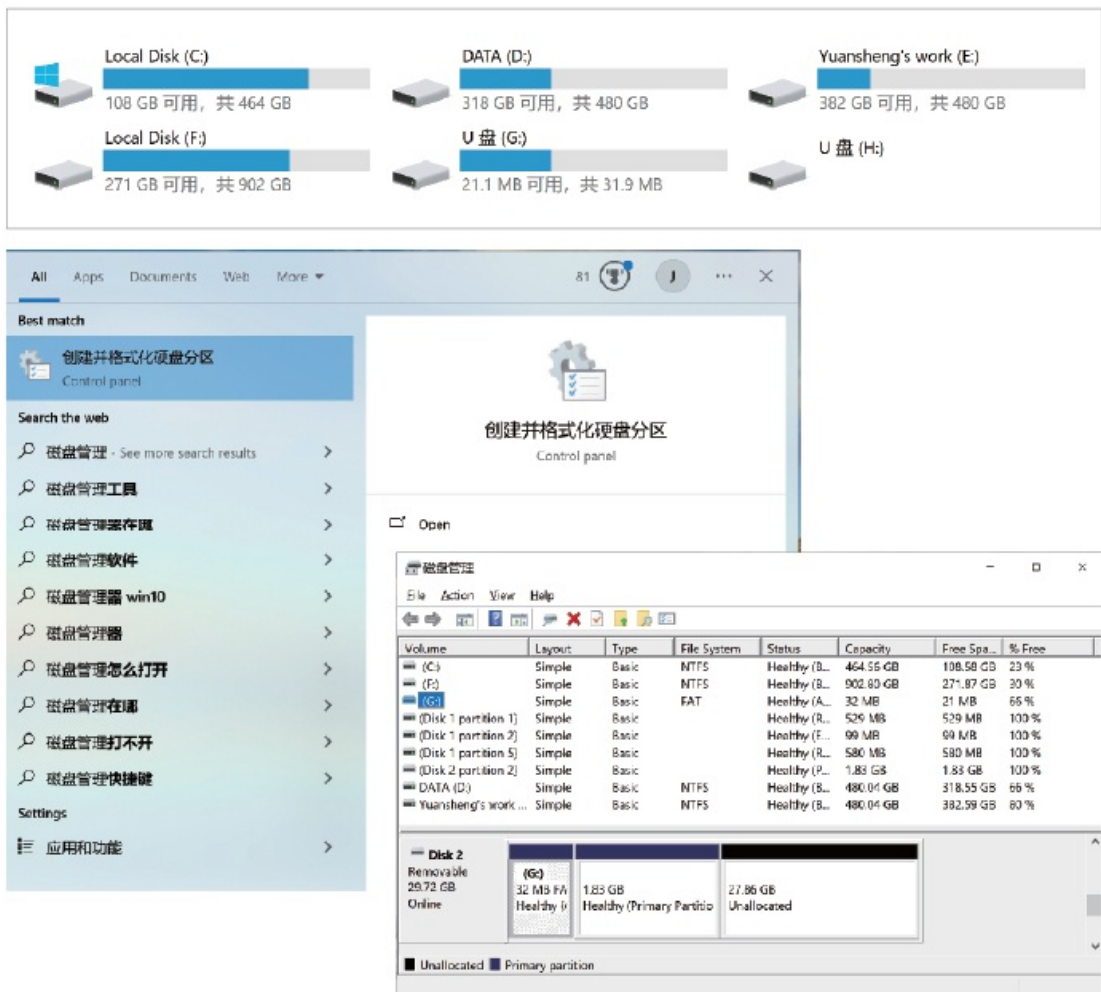 Local Disk (C:)
108 GB 可用，共 464 GB
DATA (D:)
318 GB 可用，共 480 GB
Yuansheng's work (E:)
382 GB 可用，共 480 GB
Local Disk (F:)
271 GB 可用，共 902 GB
U 盘 (G:)
21.1 MB 可用，共 31.9 MB
U 盘 (H:)
All Apps Documents Web More 81 J
Best match
创建并格式化硬盘分区
Control panel
Search the web
磁盘管理 - See more search results
磁盘管理工具
磁盘管理器在哪
磁盘管理软件
磁盘管理器 win10
磁盘管理器
磁盘管理怎么打开
磁盘管理在哪
磁盘管理打不开
磁盘管理快捷键
Settings
应用和功能
创建并格式化硬盘分区
Control panel
Open
磁盘管理
File Action View Help
Volume Layout Type File System Status Capacity Free Spa... % Free
(C:) Simple Basic NTFS Healthy (B... 464.56 GB 108.58 GB 23 %
(F:) Simple Basic NTFS Healthy (B... 902.80 GB 271.87 GB 30 %
(G:) Simple Basic FAT Healthy (A... 32 MB 21 MB 66 %
(Disk 1 partition 1) Simple Basic Healthy (R... 529 MB 529 MB 100 %
(Disk 1 partition 2) Simple Basic Healthy (E... 99 MB 99 MB 100 %
(Disk 1 partition 5) Simple Basic Healthy (R... 580 MB 580 MB 100 %
(Disk 2 partition 2) Simple Basic Healthy (P... 1.83 GB 1.83 GB 100 %
DATA (D:) Simple Basic NTFS Healthy (B... 480.04 GB 318.55 GB 66 %
Yuansheng's work ... Simple Basic NTFS Healthy (B... 480.04 GB 382.59 GB 80 %
Disk 2
Removable
29.72 GB
Online
(G:)
32 MB FA
Healthy (
1.83 GB
Healthy (Primary Partitio
27.86 GB
Unallocated
Unallocated Primary partition